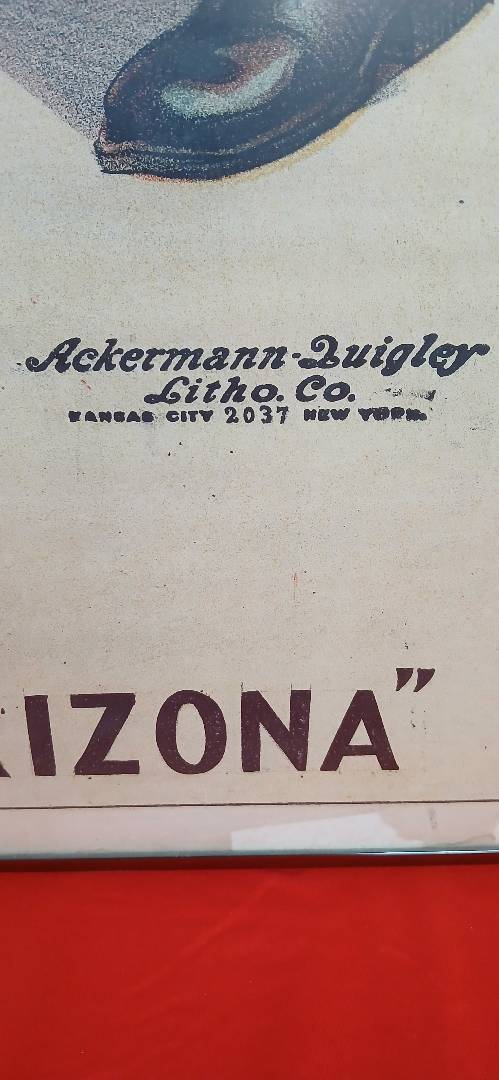 Ackermann-Quigley
Litho. Co.
KANSAS CITY 2037 NEW YORK.
IZONA"